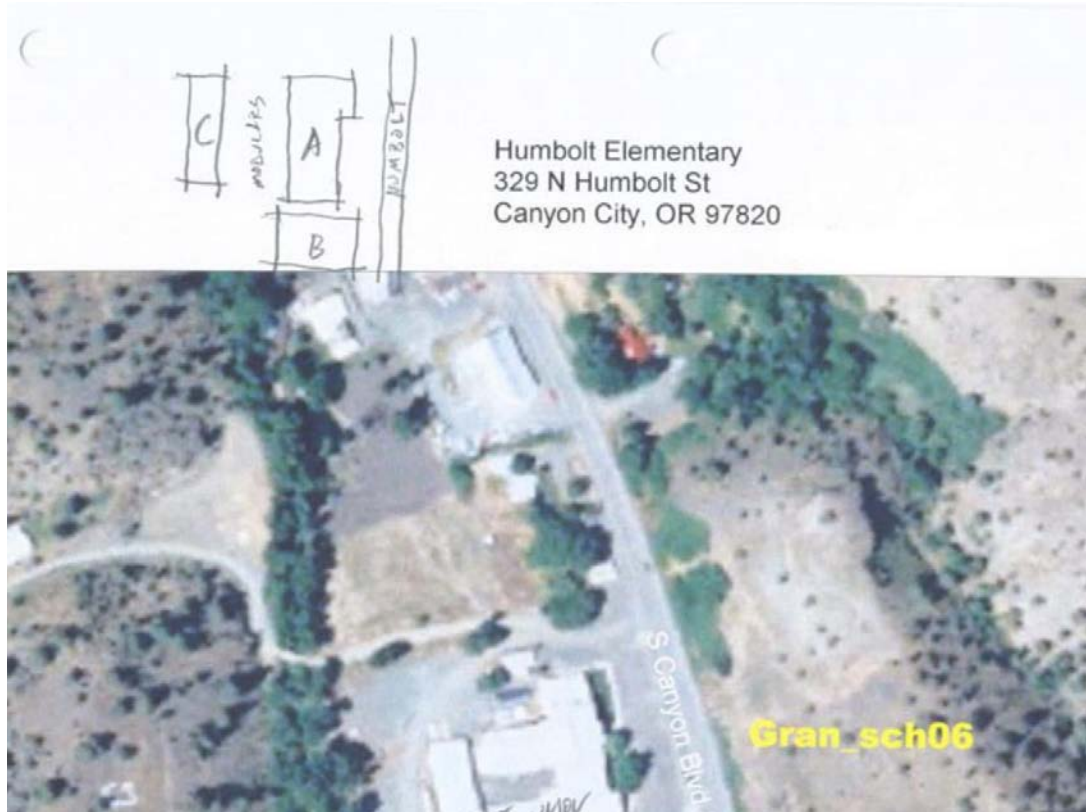 C
MODULARS
A
HUMBOLT
B
Humbolt Elementary
329 N Humbolt St
Canyon City, OR 97820
S Canyon Blvd
Gran_sch06